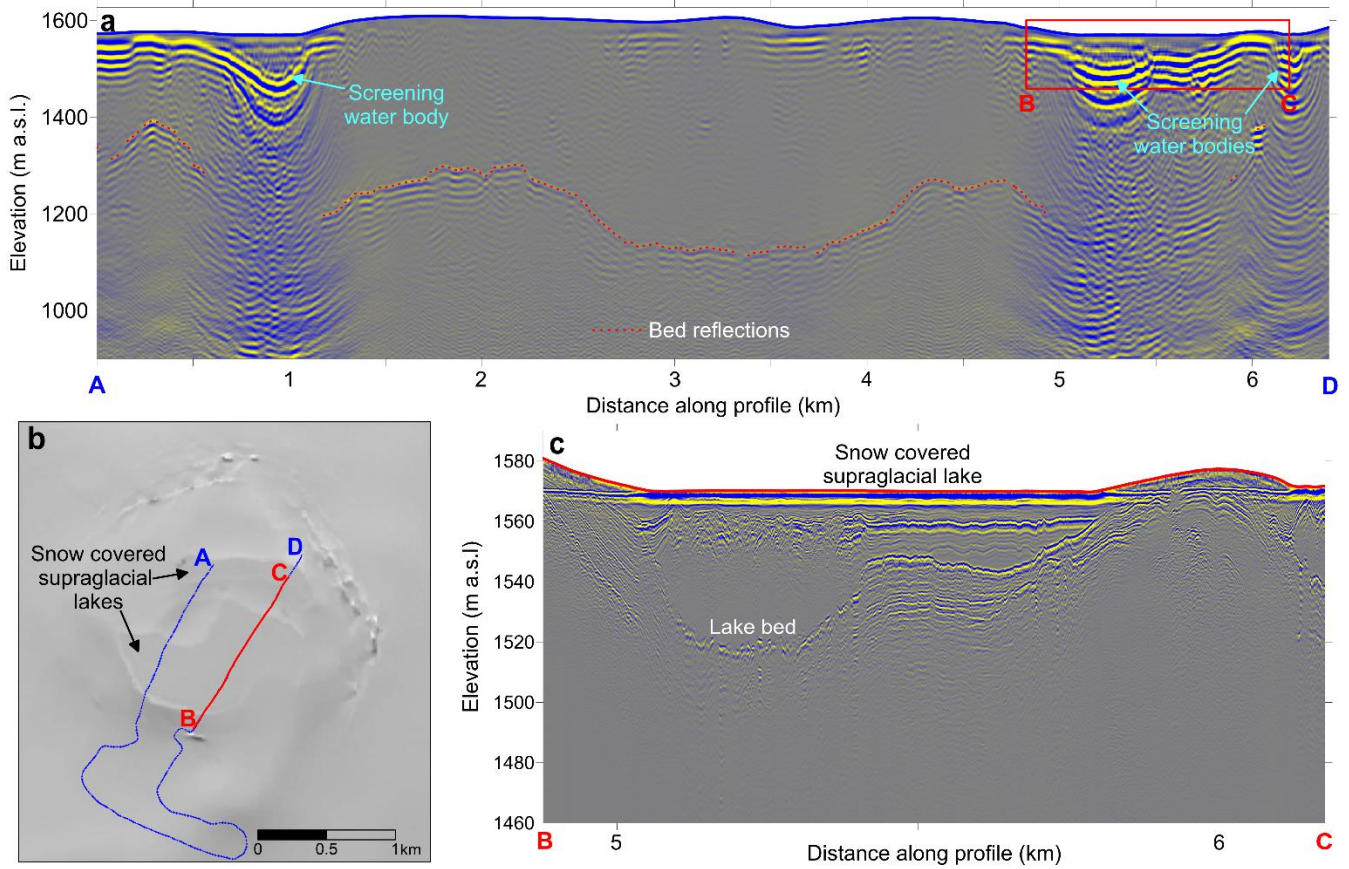 a
1600
1400
1200
1000
Elevation (m a.s.l.)
Screening
water body
Screening
water bodies
B
C
Bed reflections
1
2
3
4
5
6
A
D
Distance along profile (km)
b
Snow covered
supraglacial
lakes
A
D
C
B
0
0.5
1km
c
Snow covered
supraglacial lake
1580
1560
1540
1520
1500
1480
1460
Elevation (m a.s.l)
Lake bed
B
5
6
C
Distance along profile (km)